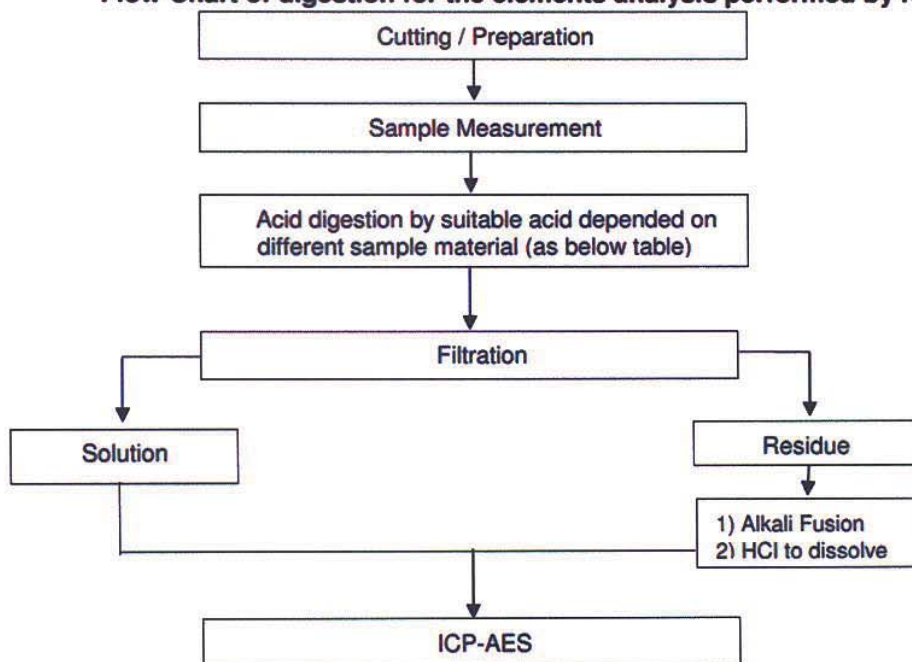 Flow Chart of digestion for the elements analysis performed by
Cutting / Preparation
Sample Measurement
Acid digestion by suitable acid depended on
different sample material (as below table)
Filtration
Solution
Residue
1) Alkali Fusion
2) HCl to dissolve
ICP-AES